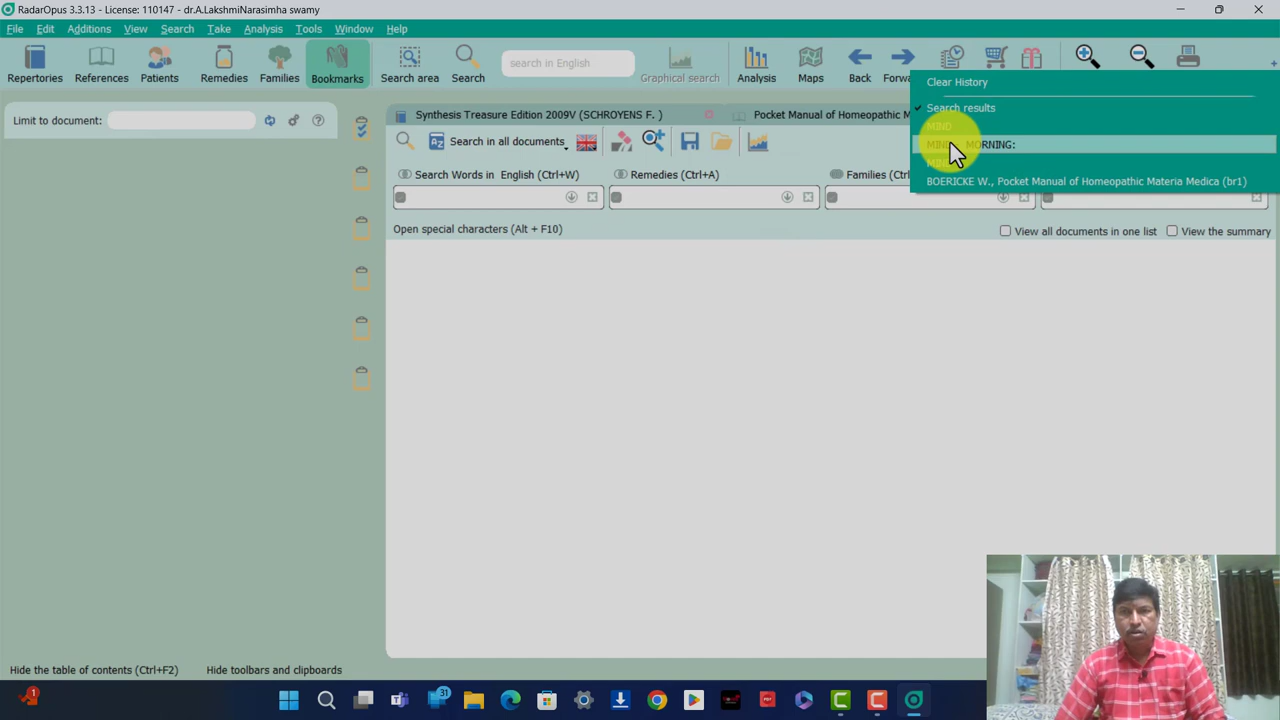 RadarOpus 3.3.13 - License: 110147 - dr.A.LakshmiNarasimha swamy
File Edit Additions View Search Take Analysis Tools Window Help
Repertories References Patients Remedies Families Bookmarks Search area Search search in English Graphical search Analysis Maps Back
Clear History
Search results
MIND
MORNING:
BOERICKE W., Pocket Manual of Homeopathic Materia Medica (br1)
Limit to document:
Synthesis Treasure Edition 2009V (SCHROYENS F. ) Pocket Manual of Homeopathic M
Search in all documents
Search Words in English (Ctrl+W) Remedies (Ctrl+A) Families (Ctrl+O)
Open special characters (Alt + F10) View all documents in one list View the summary
Hide the table of contents (Ctrl+F2) Hide toolbars and clipboards
1 31